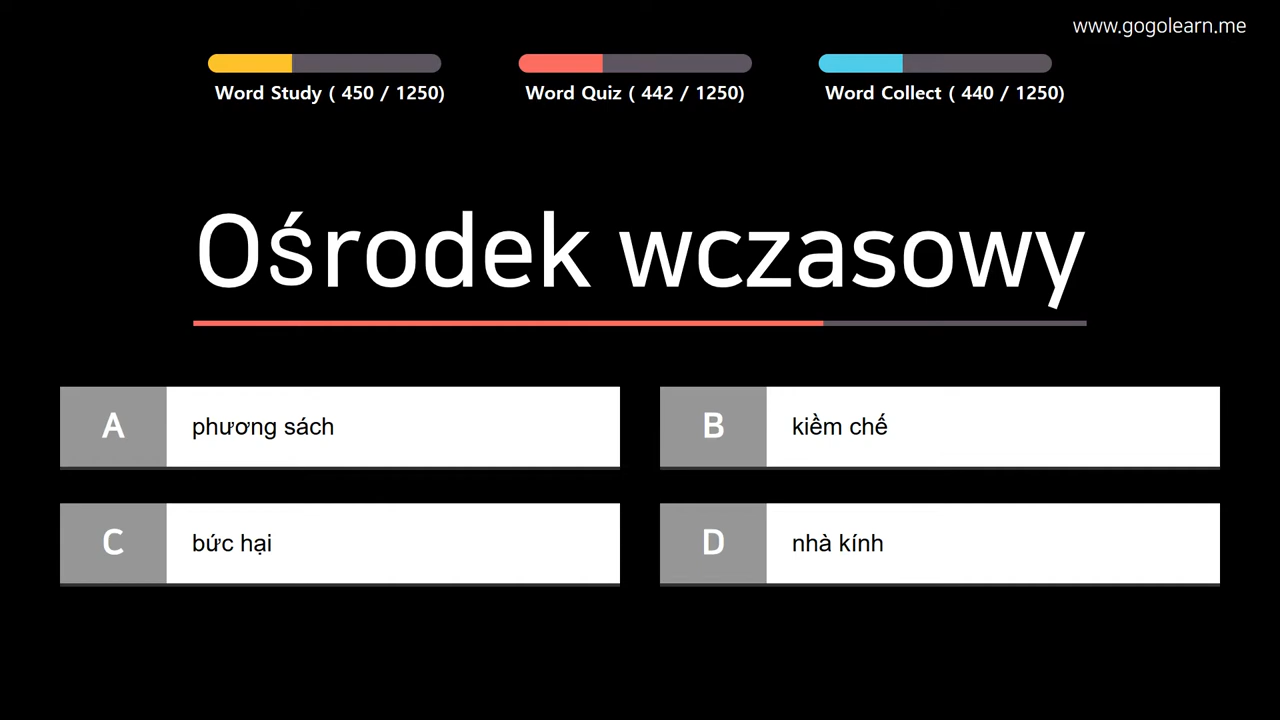 www.gogolearn.me
Word Study ( 450 / 1250)
Word Quiz ( 442 / 1250)
Word Collect ( 440 / 1250)
Ośrodek wczasowy
A phương sách
B kiềm chế
C bức hại
D nhà kính